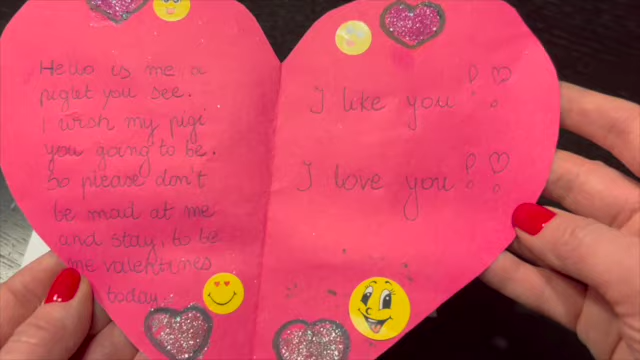 Hello is me a
piglet you see.
I wish my pigi
you going to be.
So please don't
be mad at me
and stay, to be
me valentines
today.
I like you !!
I love you !!